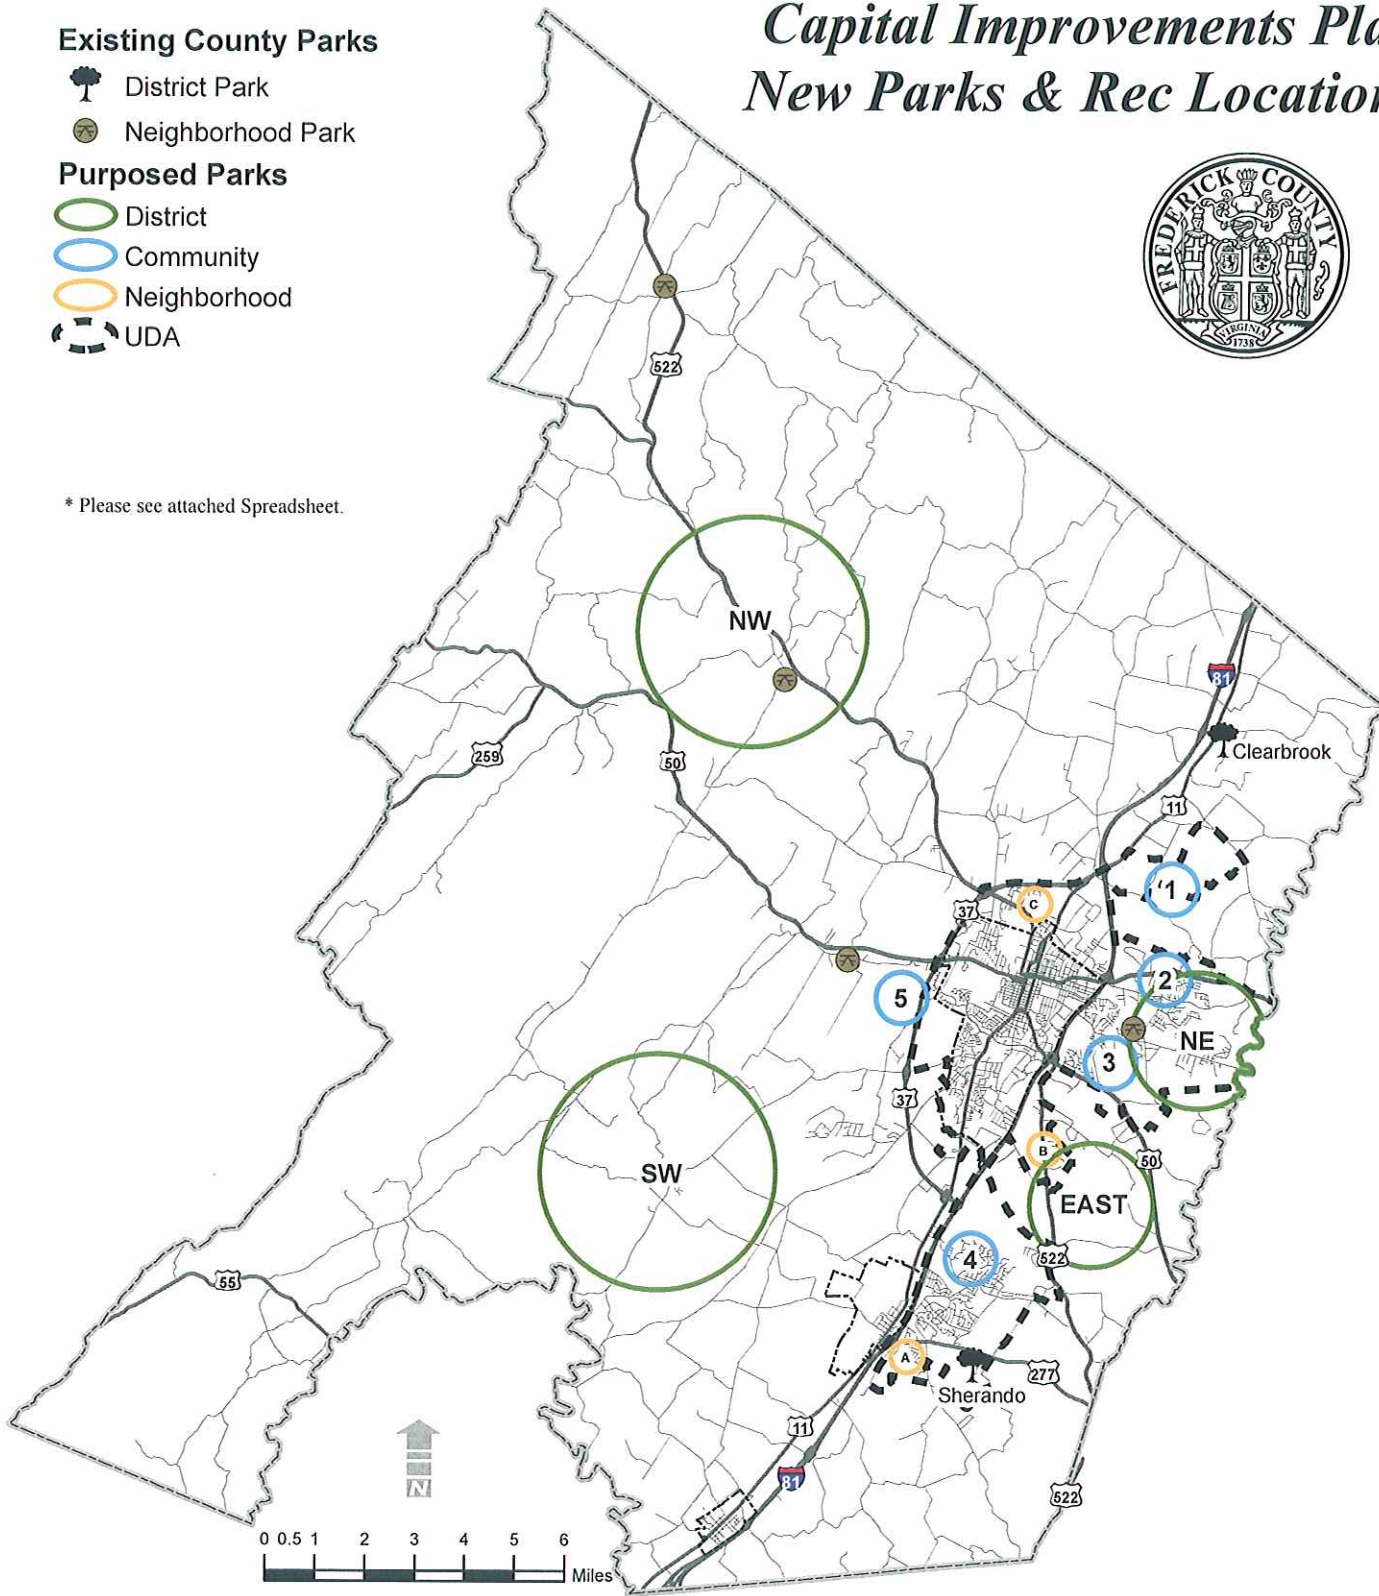 Capital Improvements Pla
New Parks & Rec Location
Existing County Parks
District Park
Neighborhood Park
Purposed Parks
District
Community
Neighborhood
UDA
* Please see attached Spreadsheet.
FREDERICK COUNTY
VIRGINIA
1738
522
NW
81
Clearbrook
259
50
11
'1
C
37
2
5
NE
3
37
B
50
SW
EAST
522
4
55
A
277
Sherando
11
81
522
N
0 0.5 1 2 3 4 5 6
Miles